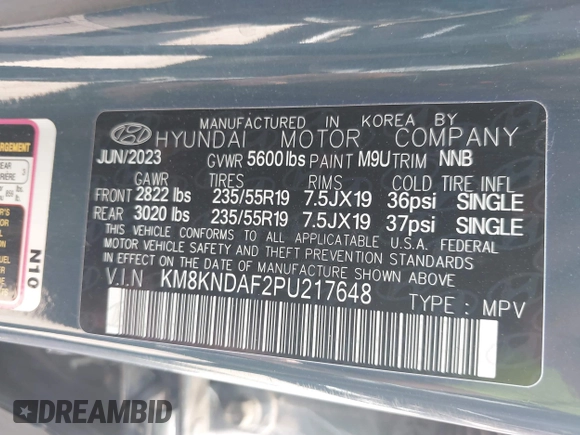 MANUFACTURED IN KOREA BY
HYUNDAI MOTOR COMPANY
JUN/2023 GVWR 5600 lbs PAINT M9U TRIM NNB
GAWR TIRES RIMS COLD TIRE INFL
FRONT 2822 lbs 235/55R19 7.5JX19 36psi SINGLE
REAR 3020 lbs 235/55R19 7.5JX19 37psi SINGLE
THIS VEHICLE CONFORMS TO ALL APPLICABLE U.S.A. FEDERAL
MOTOR VEHICLE SAFETY AND THEFT PREVENTION STANDARDS
IN EFFECT ON THE DATE OF MANUFACTURE SHOWN ABOVE
V.I.N KM8KNDAF2PU217648
TYPE : MPV
N10
DREAMBID